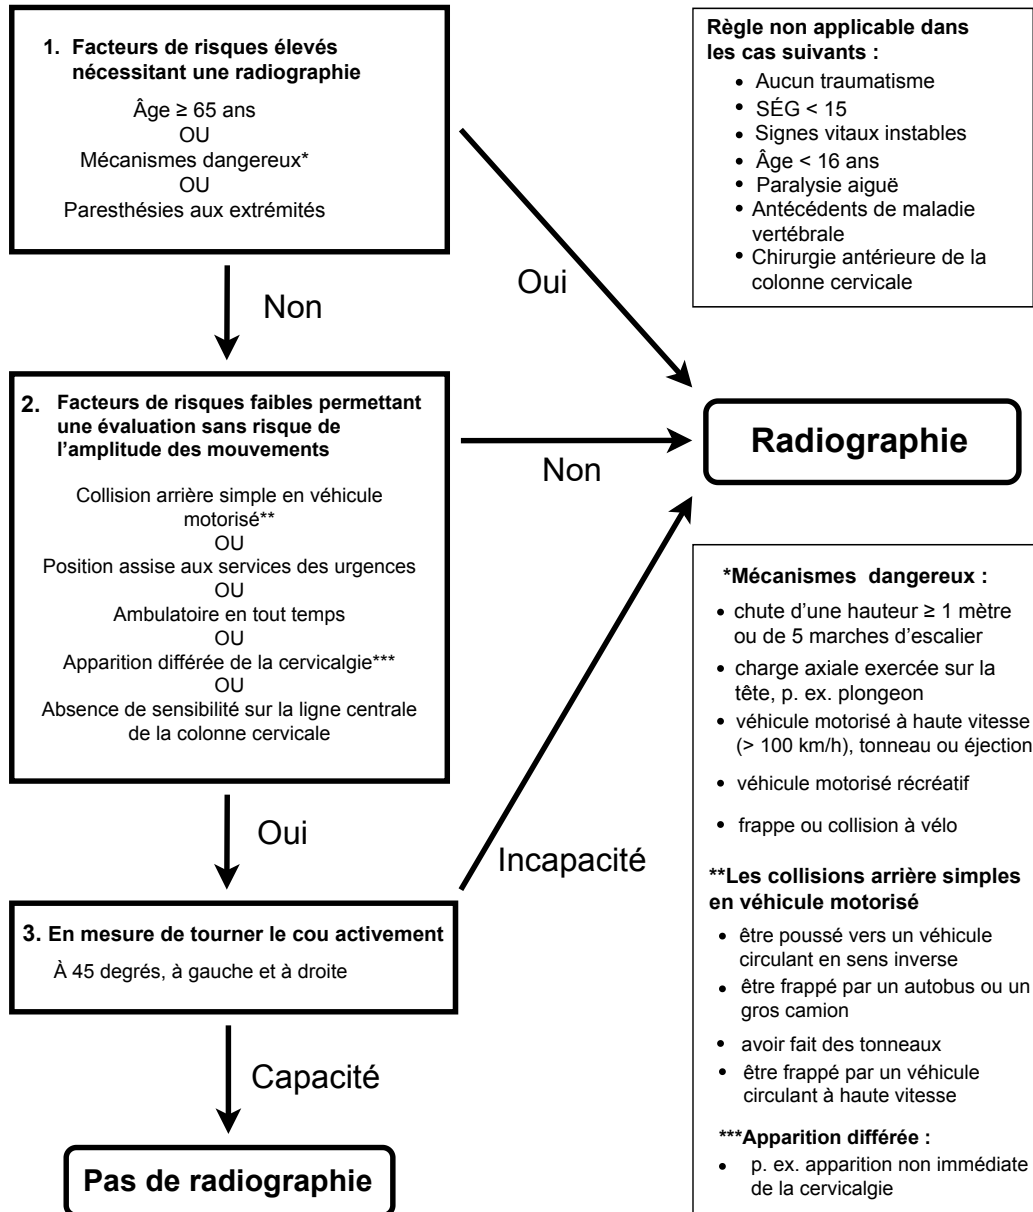 1. Facteurs de risques élevés
nécessitant une radiographie
Âge ≥ 65 ans
OU
Mécanismes dangereux*
OU
Paresthésies aux extrémités
Règle non applicable dans
les cas suivants :
• Aucun traumatisme
• SÉG < 15
• Signes vitaux instables
• Âge < 16 ans
• Paralysie aiguë
• Antécédents de maladie
vertébrale
• Chirurgie antérieure de la
colonne cervicale
Oui
Non
2. Facteurs de risques faibles permettant
une évaluation sans risque de
l’amplitude des mouvements
Collision arrière simple en véhicule
motorisé**
OU
Position assise aux services des urgences
OU
Ambulatoire en tout temps
OU
Apparition différée de la cervicalgie***
OU
Absence de sensibilité sur la ligne centrale
de la colonne cervicale
Non
Radiographie
Oui
Incapacité
3. En mesure de tourner le cou activement
À 45 degrés, à gauche et à droite
Capacité
Pas de radiographie
*Mécanismes dangereux :
• chute d’une hauteur ≥ 1 mètre
ou de 5 marches d’escalier
• charge axiale exercée sur la
tête, p. ex. plongeon
• véhicule motorisé à haute vitesse
(> 100 km/h), tonneau ou éjection
• véhicule motorisé récréatif
• frappe ou collision à vélo
**Les collisions arrière simples
en véhicule motorisé
• être poussé vers un véhicule
circulant en sens inverse
• être frappé par un autobus ou un
gros camion
• avoir fait des tonneaux
• être frappé par un véhicule
circulant à haute vitesse
***Apparition différée :
• p. ex. apparition non immédiate
de la cervicalgie